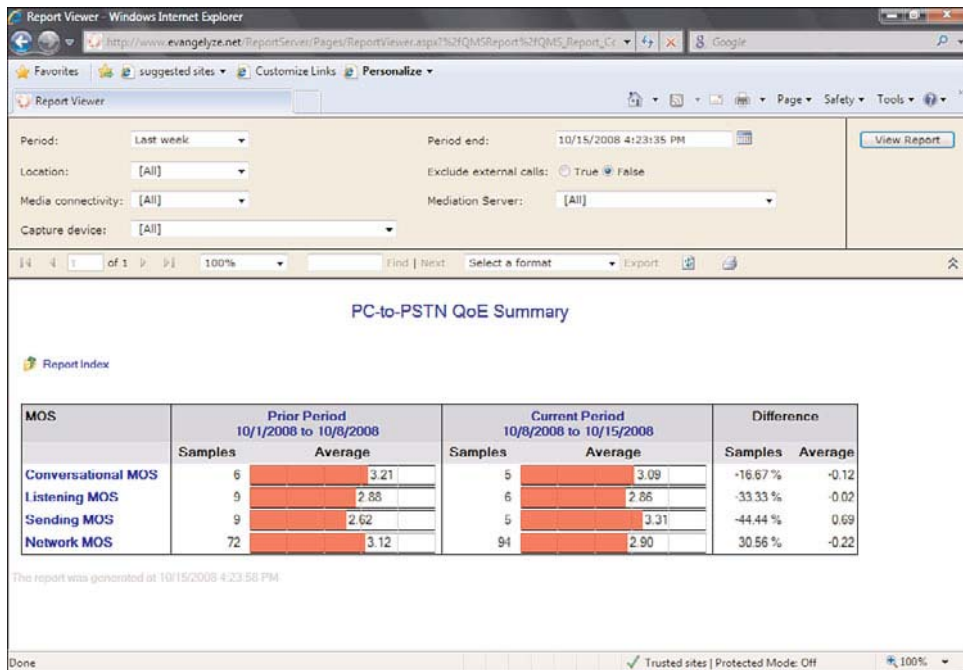 Report Viewer - Windows Internet Explorer
http://www.evangelyze.net/ReportServer/Pages/ReportViewer.aspx?%2fQMSReport%2fQMS_Report_Cc
Google
Favorites suggested sites Customize Links Personalize
Report Viewer Page Safety Tools
Period: Last week Period end: 10/15/2008 4:23:35 PM View Report
Location: [All] Exclude external calls: True False
Media connectivity: [All] Mediation Server: [All]
Capture device: [All]
1 of 1 100% Find | Next Select a format Export
PC-to-PSTN QoE Summary
Report Index
MOS Prior Period Current Period Difference
10/1/2008 to 10/8/2008 10/8/2008 to 10/15/2008
Samples Average Samples Average Samples Average
Conversational MOS 6 3.21 5 3.09 -16.67 % -0.12
Listening MOS 9 2.88 6 2.86 -33.33 % -0.02
Sending MOS 9 2.62 5 3.31 -44.44 % 0.69
Network MOS 72 3.12 94 2.90 30.56 % -0.22
The report was generated at 10/15/2008 4:23:58 PM
Done Trusted sites | Protected Mode: Off 100%